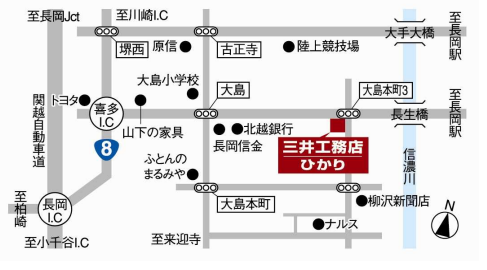 至長岡Jct
至川崎I.C
至長岡駅
堺西
原信
古正寺
陸上競技場
大手大橋
大島小学校
トヨタ
喜多
I.C
山下の家具
大島
大島本町3
至長岡駅
長生橋
関越自動車道
8
北越銀行
長岡信金
三井工務店
ひかり
信濃川
ふとんの
まるみや
至柏崎
長岡
I.C
大島本町
柳沢新聞店
N
ナルス
至小千谷I.C
至来迎寺